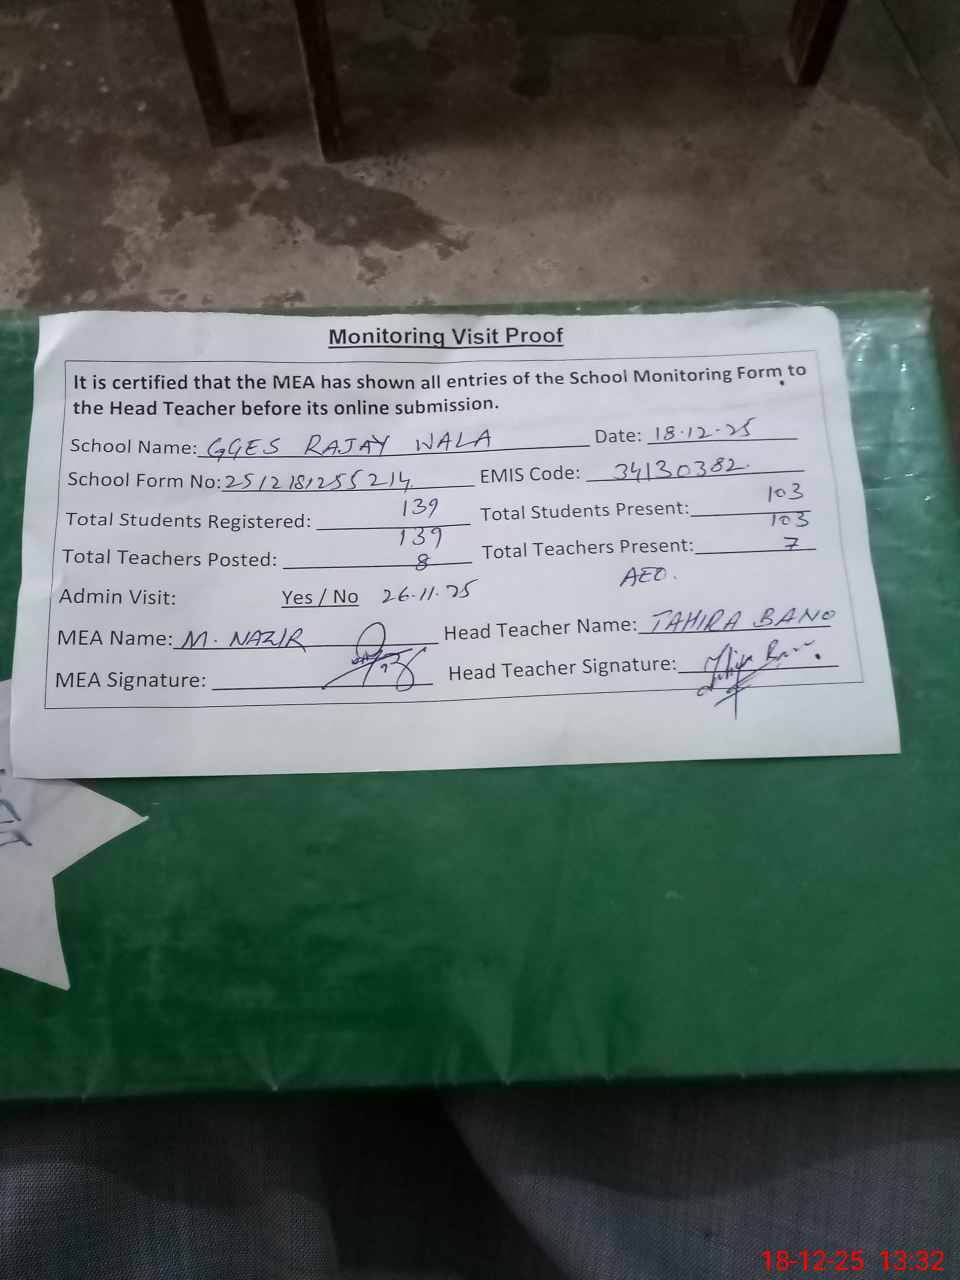 Monitoring Visit Proof
It is certified that the MEA has shown all entries of the School Monitoring Form to
the Head Teacher before its online submission.
School Name: GGES RAJAY WALA Date: 18.12.25
School Form No: 2512181255214 EMIS Code: 34130382
Total Students Registered: 139 Total Students Present: 103
139 103
Total Teachers Posted: 8 Total Teachers Present: 7
Admin Visit: Yes / No 26.11.25 AEO.
MEA Name: M. NAZIR Head Teacher Name: TAHIRA BANO
MEA Signature: Head Teacher Signature: Tahira Bano
18-12-25 13:32